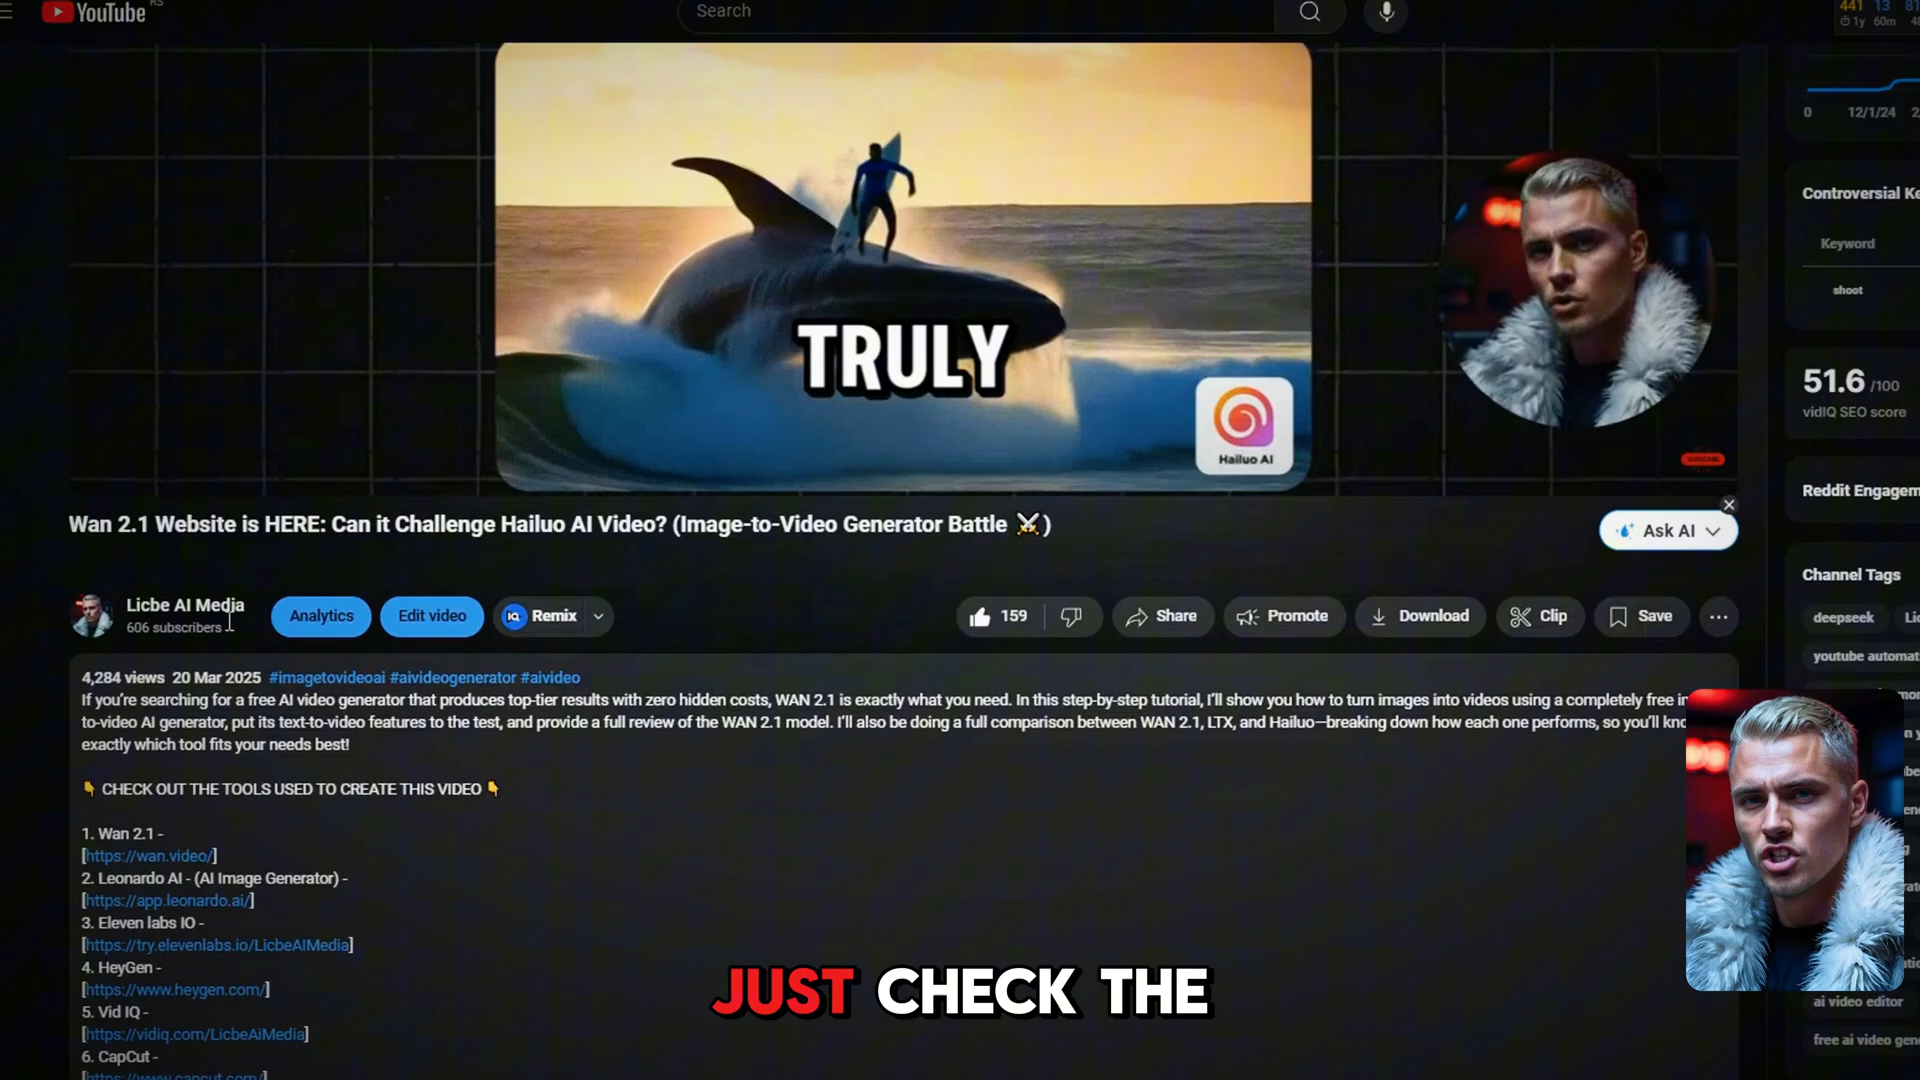 YouTube RS
Search
441 13 81
1y 60m
TRULY
Hailuo AI
0 12/1/24
Controversial Ke
Keyword
shoot
51.6 /100
vidIQ SEO score
Reddit Engagem
Wan 2.1 Website is HERE: Can it Challenge Hailuo AI Video? (Image-to-Video Generator Battle ⚔️)
Ask AI
Channel Tags
Licbe AI Media
606 subscribers
Analytics
Edit video
IQ Remix
159
Share
Promote
Download
Clip
Save
deepseek Lic
youtube automat
4,284 views 20 Mar 2025 #imagetovideoai #aivideogenerator #aivideo
If you're searching for a free AI video generator that produces top-tier results with zero hidden costs, WAN 2.1 is exactly what you need. In this step-by-step tutorial, I'll show you how to turn images into videos using a completely free i
to-video AI generator, put its text-to-video features to the test, and provide a full review of the WAN 2.1 model. I'll also be doing a full comparison between WAN 2.1, LTX, and Hailuo—breaking down how each one performs, so you'll kno
exactly which tool fits your needs best!
👇 CHECK OUT THE TOOLS USED TO CREATE THIS VIDEO 👇
1. Wan 2.1 -
[https://wan.video/]
2. Leonardo AI - (AI Image Generator) -
[https://app.leonardo.ai/]
3. Eleven labs IO -
[https://try.elevenlabs.io/LicbeAIMedia]
4. HeyGen -
[https://www.heygen.com/]
5. Vid IQ -
[https://vidiq.com/LicbeAiMedia]
6. CapCut -
[https://www.capcut.com/]
JUST CHECK THE
ai video editor
free ai video gen